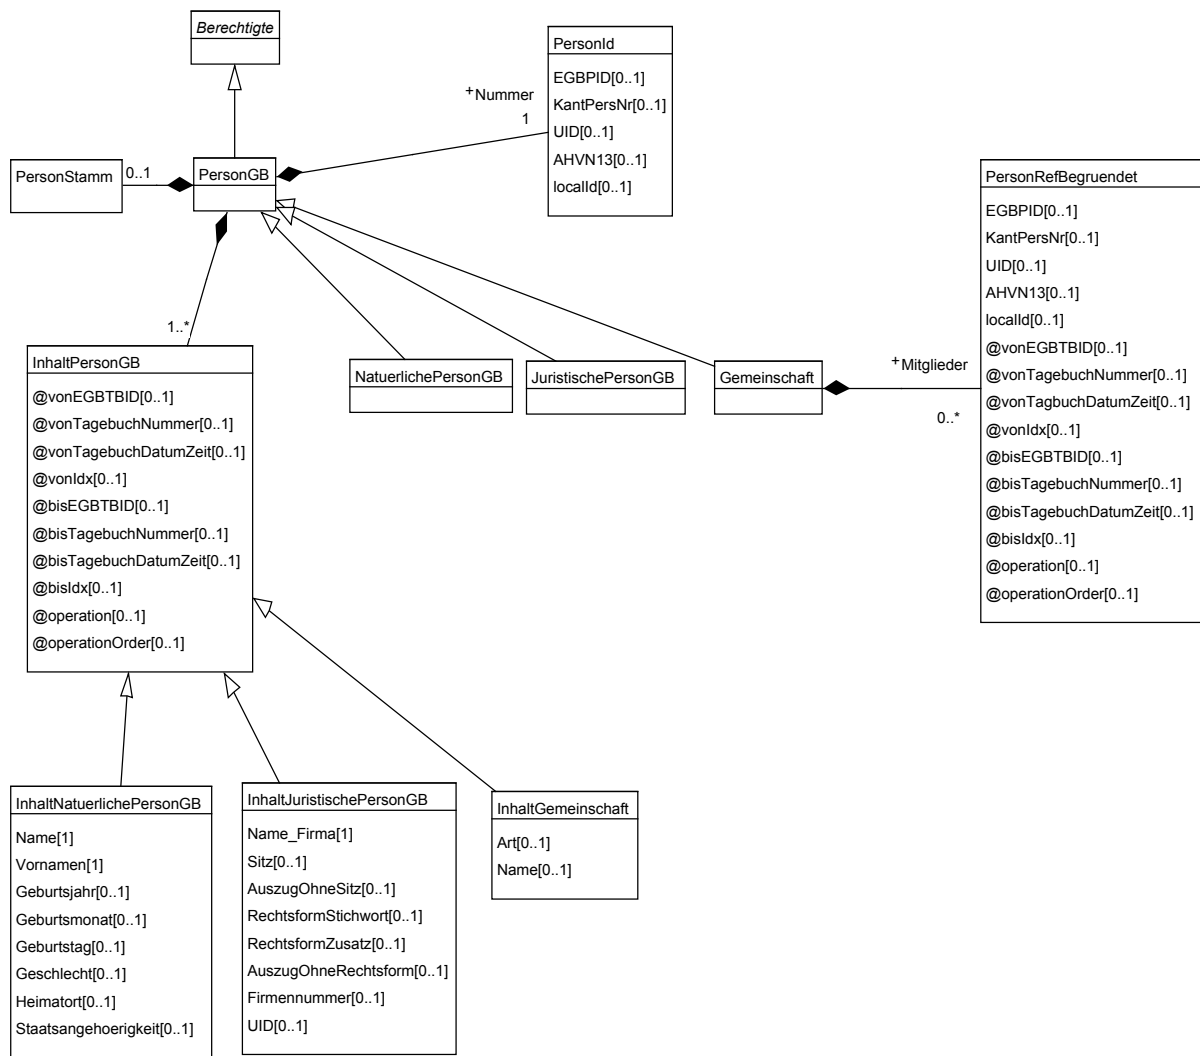 Berechtigte
PersonId
EGBPID[0..1]
KantPersNr[0..1]
UID[0..1]
AHVN13[0..1]
localId[0..1]
+Nummer
1
PersonStamm
0..1
PersonGB
PersonRefBegruendet
EGBPID[0..1]
KantPersNr[0..1]
UID[0..1]
AHVN13[0..1]
localId[0..1]
@vonEGBTBID[0..1]
@vonTagebuchNummer[0..1]
@vonTagbuchDatumZeit[0..1]
@vonIdx[0..1]
@bisEGBTBID[0..1]
@bisTagebuchNummer[0..1]
@bisTagebuchDatumZeit[0..1]
@bisIdx[0..1]
@operation[0..1]
@operationOrder[0..1]
1..*
InhaltPersonGB
@vonEGBTBID[0..1]
@vonTagebuchNummer[0..1]
@vonTagebuchDatumZeit[0..1]
@vonIdx[0..1]
@bisEGBTBID[0..1]
@bisTagebuchNummer[0..1]
@bisTagebuchDatumZeit[0..1]
@bisIdx[0..1]
@operation[0..1]
@operationOrder[0..1]
NatuerlichePersonGB
JuristischePersonGB
Gemeinschaft
+Mitglieder
0..*
InhaltNatuerlichePersonGB
Name[1]
Vornamen[1]
Geburtsjahr[0..1]
Geburtsmonat[0..1]
Geburtstag[0..1]
Geschlecht[0..1]
Heimatort[0..1]
Staatsangehoerigkeit[0..1]
InhaltJuristischePersonGB
Name_Firma[1]
Sitz[0..1]
AuszugOhneSitz[0..1]
RechtsformStichwort[0..1]
RechtsformZusatz[0..1]
AuszugOhneRechtsform[0..1]
Firmennummer[0..1]
UID[0..1]
InhaltGemeinschaft
Art[0..1]
Name[0..1]